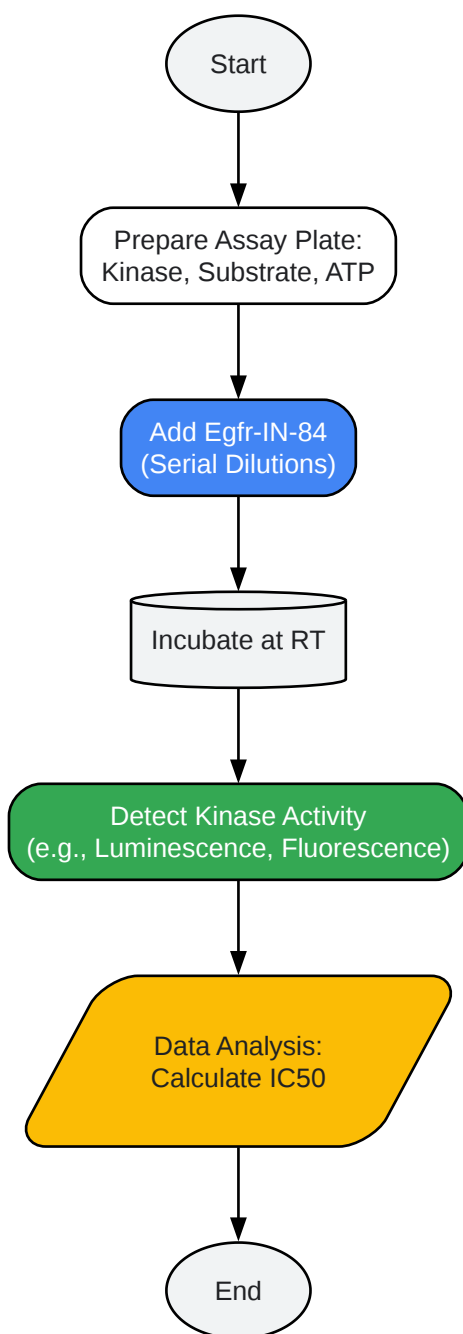 Start
Prepare Assay Plate:
Kinase, Substrate, ATP
Add Egfr-IN-84
(Serial Dilutions)
Incubate at RT
Detect Kinase Activity
(e.g., Luminescence, Fluorescence)
Data Analysis:
Calculate IC50
End